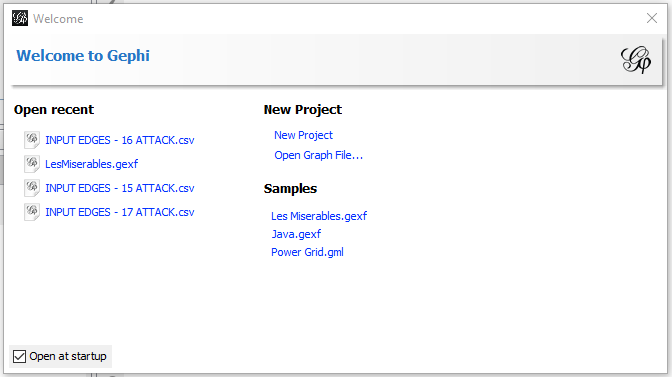 Welcome
Welcome to Gephi
Open recent
INPUT EDGES - 16 ATTACK.csv
LesMiserables.gexf
INPUT EDGES - 15 ATTACK.csv
INPUT EDGES - 17 ATTACK.csv
New Project
New Project
Open Graph File...
Samples
Les Miserables.gexf
Java.gexf
Power Grid.gml
Open at startup